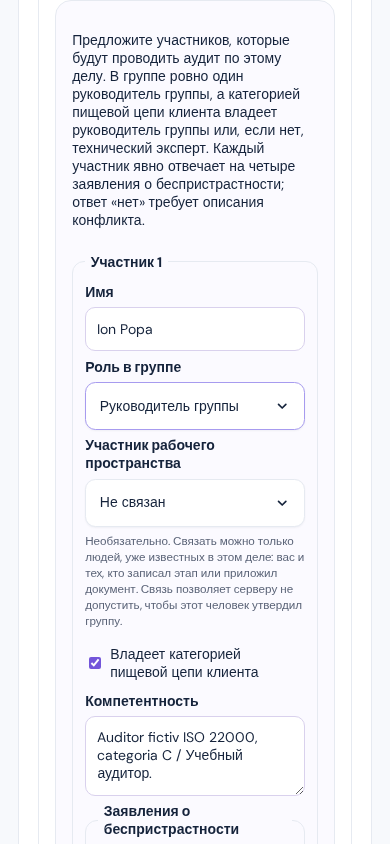 Предложите участников, которые
будут проводить аудит по этому
делу. В группе ровно один
руководитель группы, а категорией
пищевой цепи клиента владеет
руководитель группы или, если нет,
технический эксперт. Каждый
участник явно отвечает на четыре
заявления о беспристрастности;
ответ «нет» требует описания
конфликта.
Участник 1
Имя
Ion Popa
Роль в группе
Руководитель группы
Участник рабочего
пространства
Не связан
Необязательно. Связать можно только
людей, уже известных в этом деле: вас и
тех, кто записал этап или приложил
документ. Связь позволяет серверу не
допустить, чтобы этот человек утвердил
группу.
Владеет категорией
пищевой цепи клиента
Компетентность
Auditor fictiv ISO 22000,
categoria C / Учебный
аудитор.
Заявления о
беспристрастности